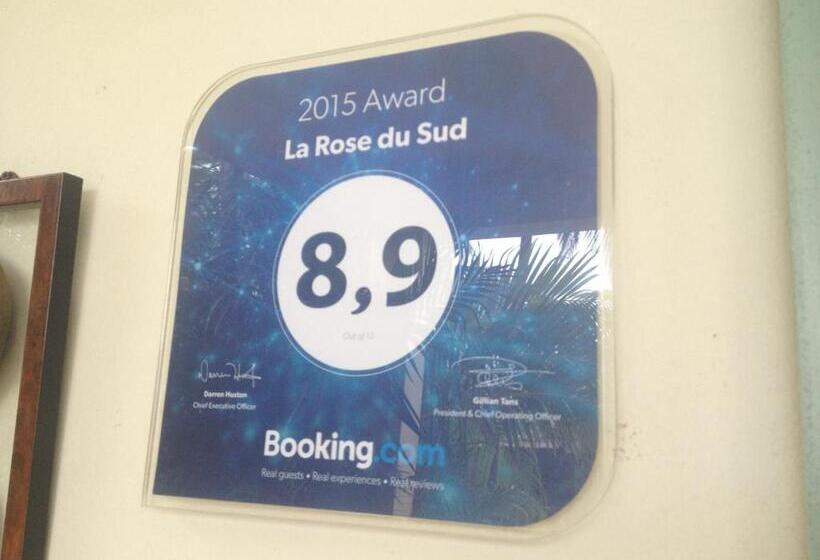 2015 Award
La Rose du Sud
8,9
Out of 10
Darren Huston
Chief Executive Officer
Gillian Tans
President & Chief Operating Officer
Booking.com
Real guests • Real experiences • Real reviews